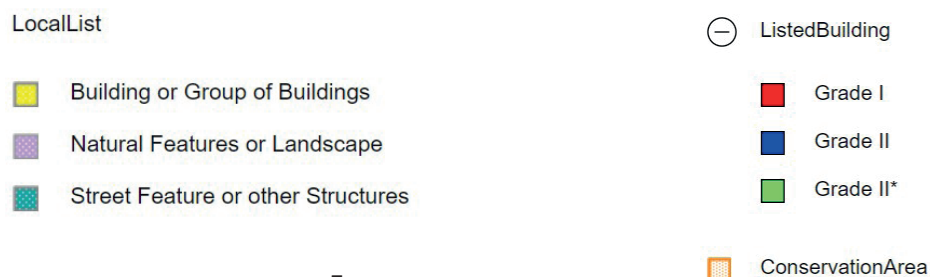 LocalList
Building or Group of Buildings
Natural Features or Landscape
Street Feature or other Structures
ListedBuilding
Grade I
Grade II
Grade II*
ConservationArea